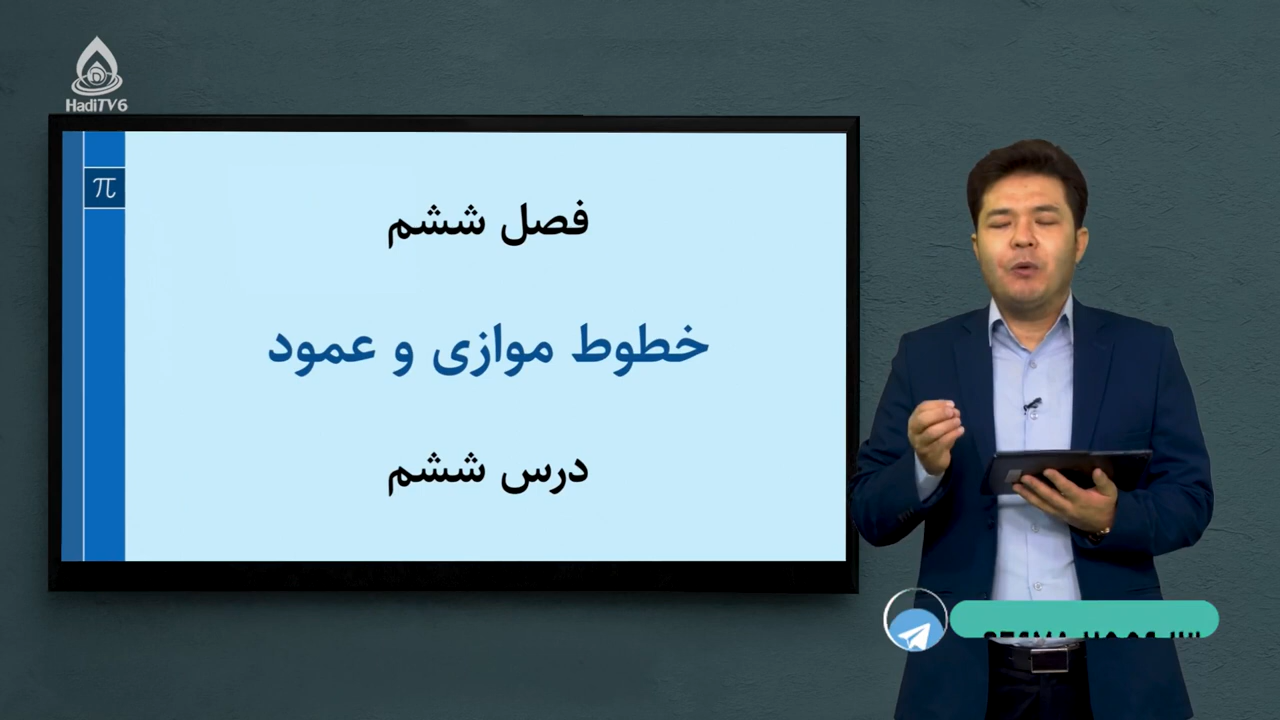 HadiTV6
π
فصل ششم
خطوط موازی و عمود
درس ششم